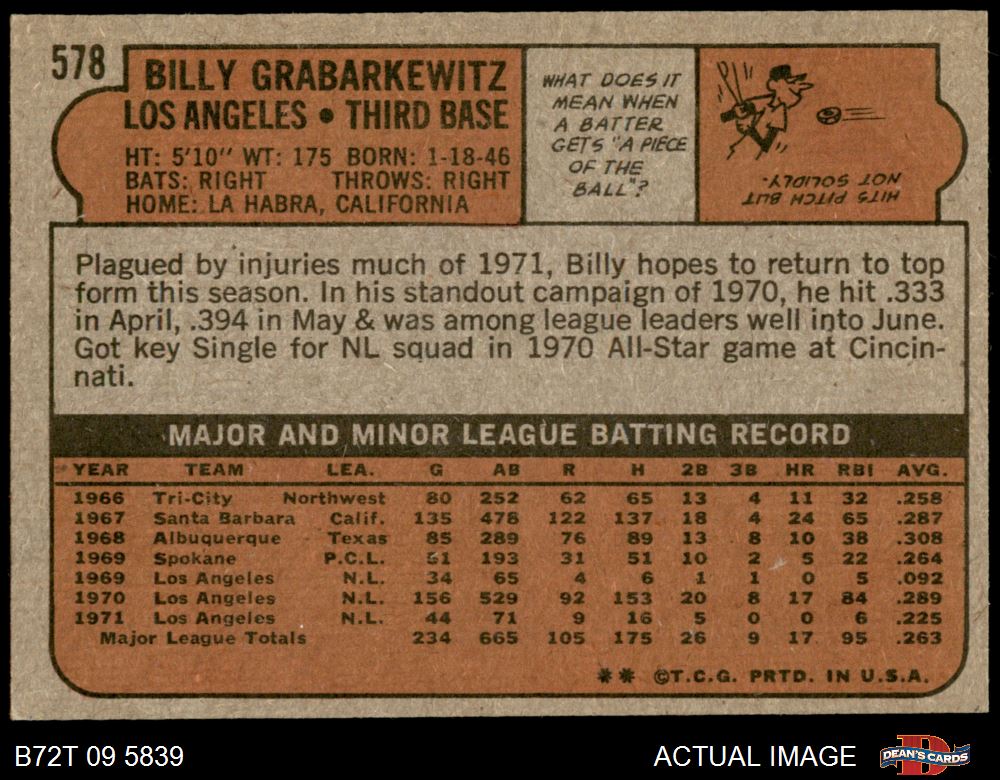 578
BILLY GRABARKEWITZ
LOS ANGELES • THIRD BASE
HT: 5'10" WT: 175 BORN: 1-18-46
BATS: RIGHT THROWS: RIGHT
HOME: LA HABRA, CALIFORNIA
WHAT DOES IT
MEAN WHEN
A BATTER
GETS "A PIECE
OF THE
BALL"?
HITS PITCH BUT
NOT SOLIDLY.
Plagued by injuries much of 1971, Billy hopes to return to top
form this season. In his standout campaign of 1970, he hit .333
in April, .394 in May & was among league leaders well into June.
Got key Single for NL squad in 1970 All-Star game at Cincin-
nati.
MAJOR AND MINOR LEAGUE BATTING RECORD
YEAR TEAM LEA. G AB R H 2B 3B HR RBI AVG.
1966 Tri-City Northwest 80 252 62 65 13 4 11 32 .258
1967 Santa Barbara Calif. 135 478 122 137 18 4 24 65 .287
1968 Albuquerque Texas 85 289 76 89 13 8 10 38 .308
1969 Spokane P.C.L. 51 193 31 51 10 2 5 22 .264
1969 Los Angeles N.L. 34 65 4 6 1 1 0 5 .092
1970 Los Angeles N.L. 156 529 92 153 20 8 17 84 .289
1971 Los Angeles N.L. 44 71 9 16 5 0 0 6 .225
Major League Totals 234 665 105 175 26 9 17 95 .263
** ©T.C.G. PRTD. IN U.S.A.
B72T 09 5839
ACTUAL IMAGE
DEAN'S CARDS